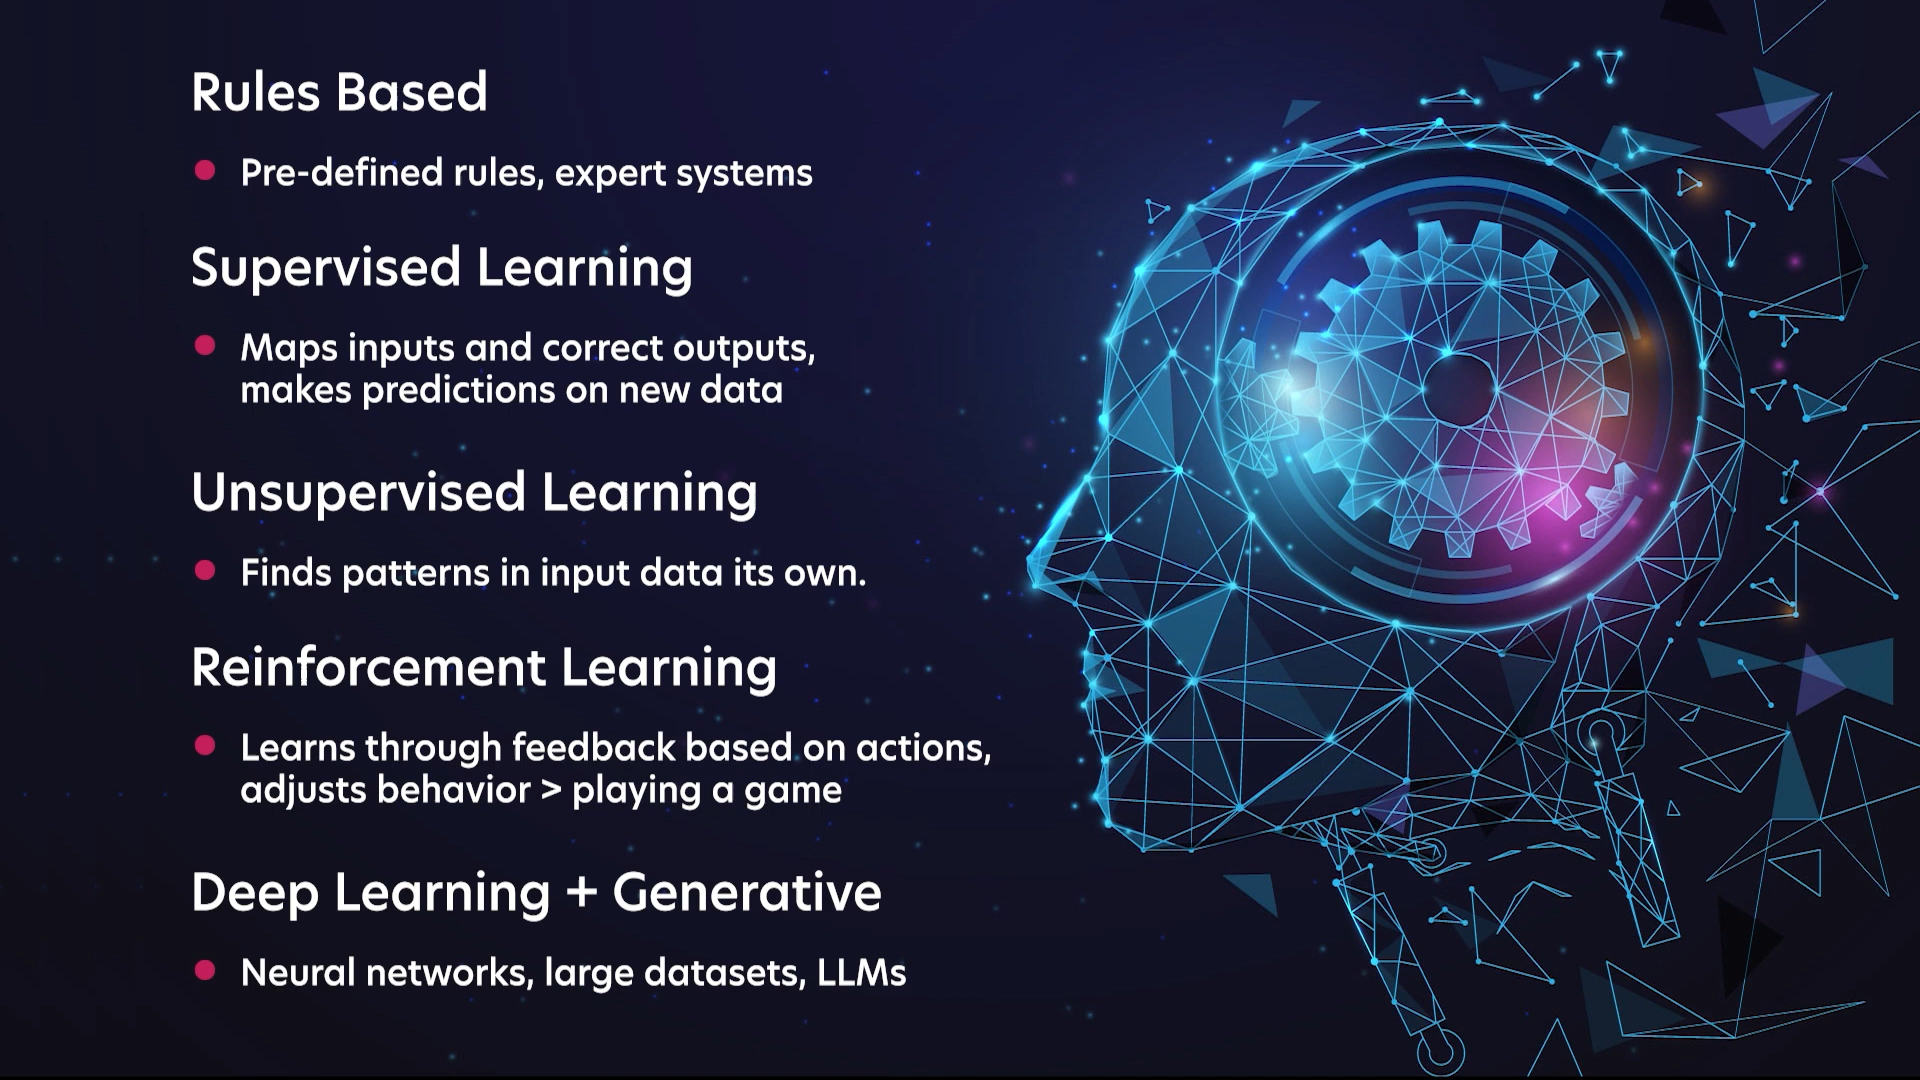 Rules Based
Pre-defined rules, expert systems
Supervised Learning
Maps inputs and correct outputs,
makes predictions on new data
Unsupervised Learning
Finds patterns in input data its own.
Reinforcement Learning
Learns through feedback based on actions,
adjusts behavior > playing a game
Deep Learning + Generative
Neural networks, large datasets, LLMs